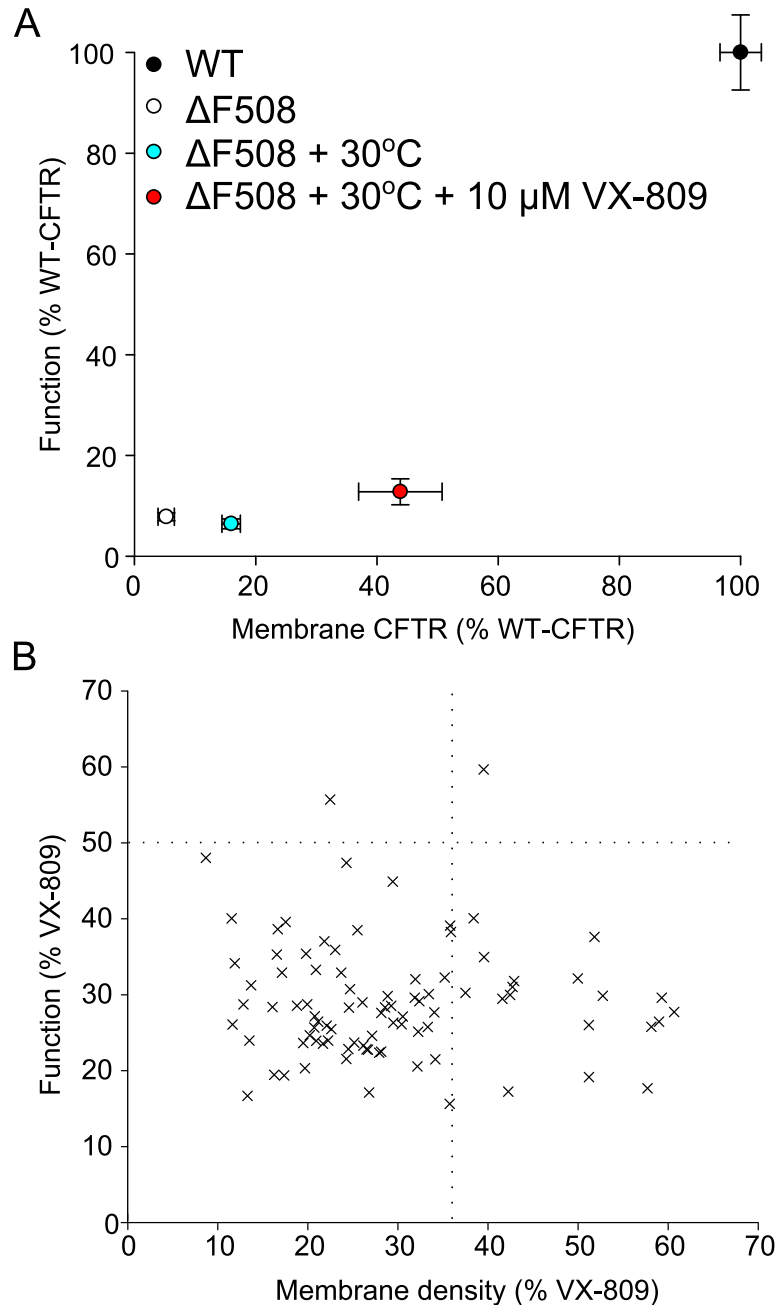 A
WT
ΔF508
ΔF508 + 30°C
ΔF508 + 30°C + 10 µM VX-809
100
80
60
40
20
0
Function (% WT-CFTR)
0 20 40 60 80 100
Membrane CFTR (% WT-CFTR)
B
70
60
50
40
30
20
10
0
Function (% VX-809)
0 10 20 30 40 50 60 70
Membrane density (% VX-809)